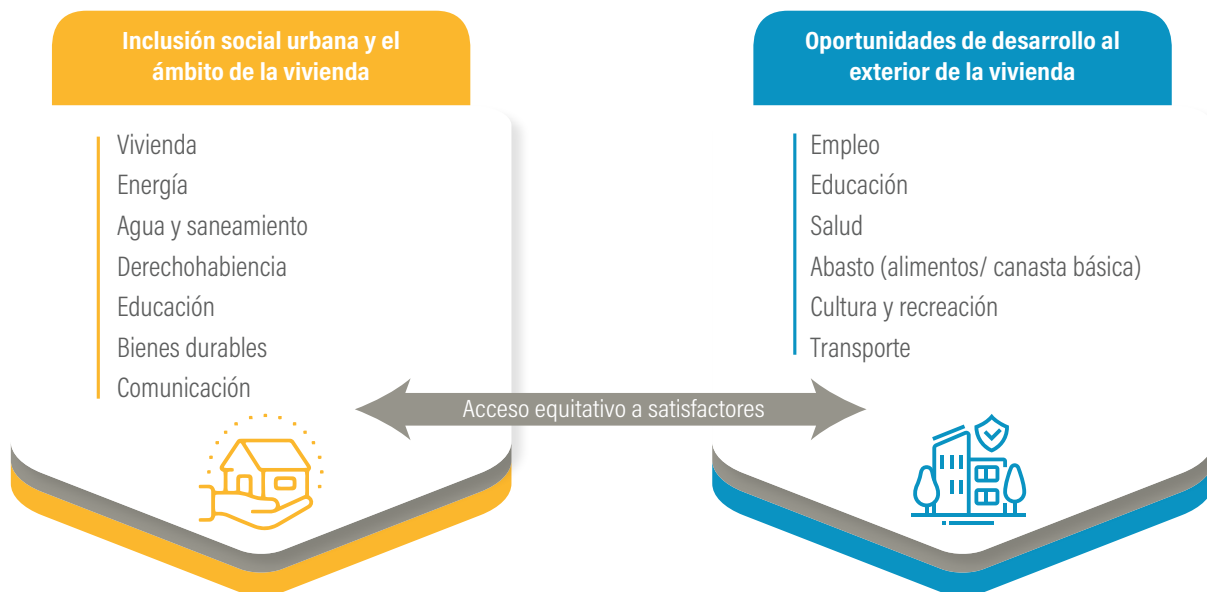 Inclusión social urbana y el
ámbito de la vivienda
Vivienda
Energía
Agua y saneamiento
Derechohabiencia
Educación
Bienes durables
Comunicación
Acceso equitativo a satisfactores
Oportunidades de desarrollo al
exterior de la vivienda
Empleo
Educación
Salud
Abasto (alimentos/ canasta básica)
Cultura y recreación
Transporte